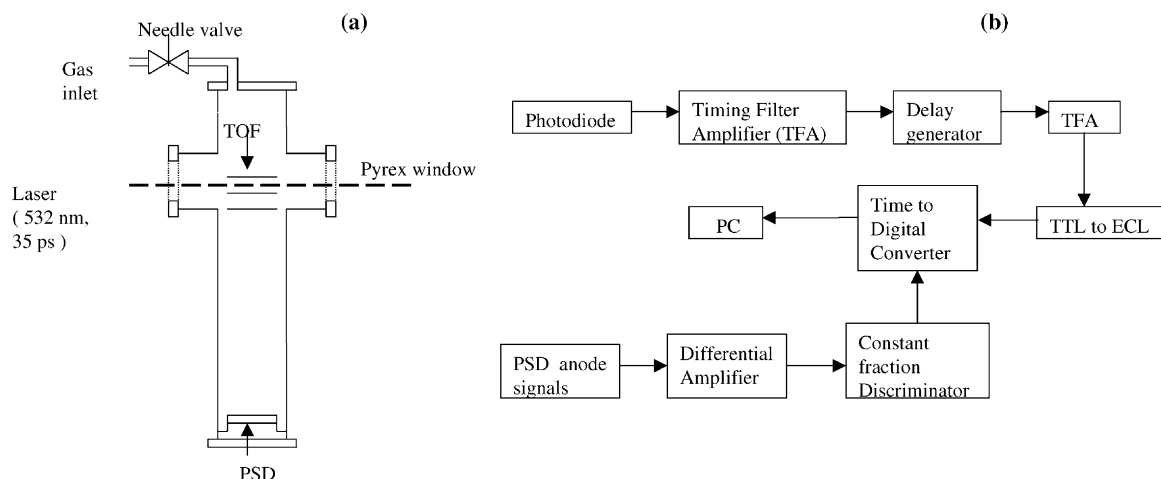 (a)
Needle valve
Gas
inlet
TOF
Pyrex window
Laser
( 532 nm,
35 ps )
PSD
(b)
Photodiode
Timing Filter
Amplifier (TFA)
Delay
generator
TFA
TTL to ECL
Time to
Digital
Converter
PC
PSD anode
signals
Differential
Amplifier
Constant
fraction
Discriminator